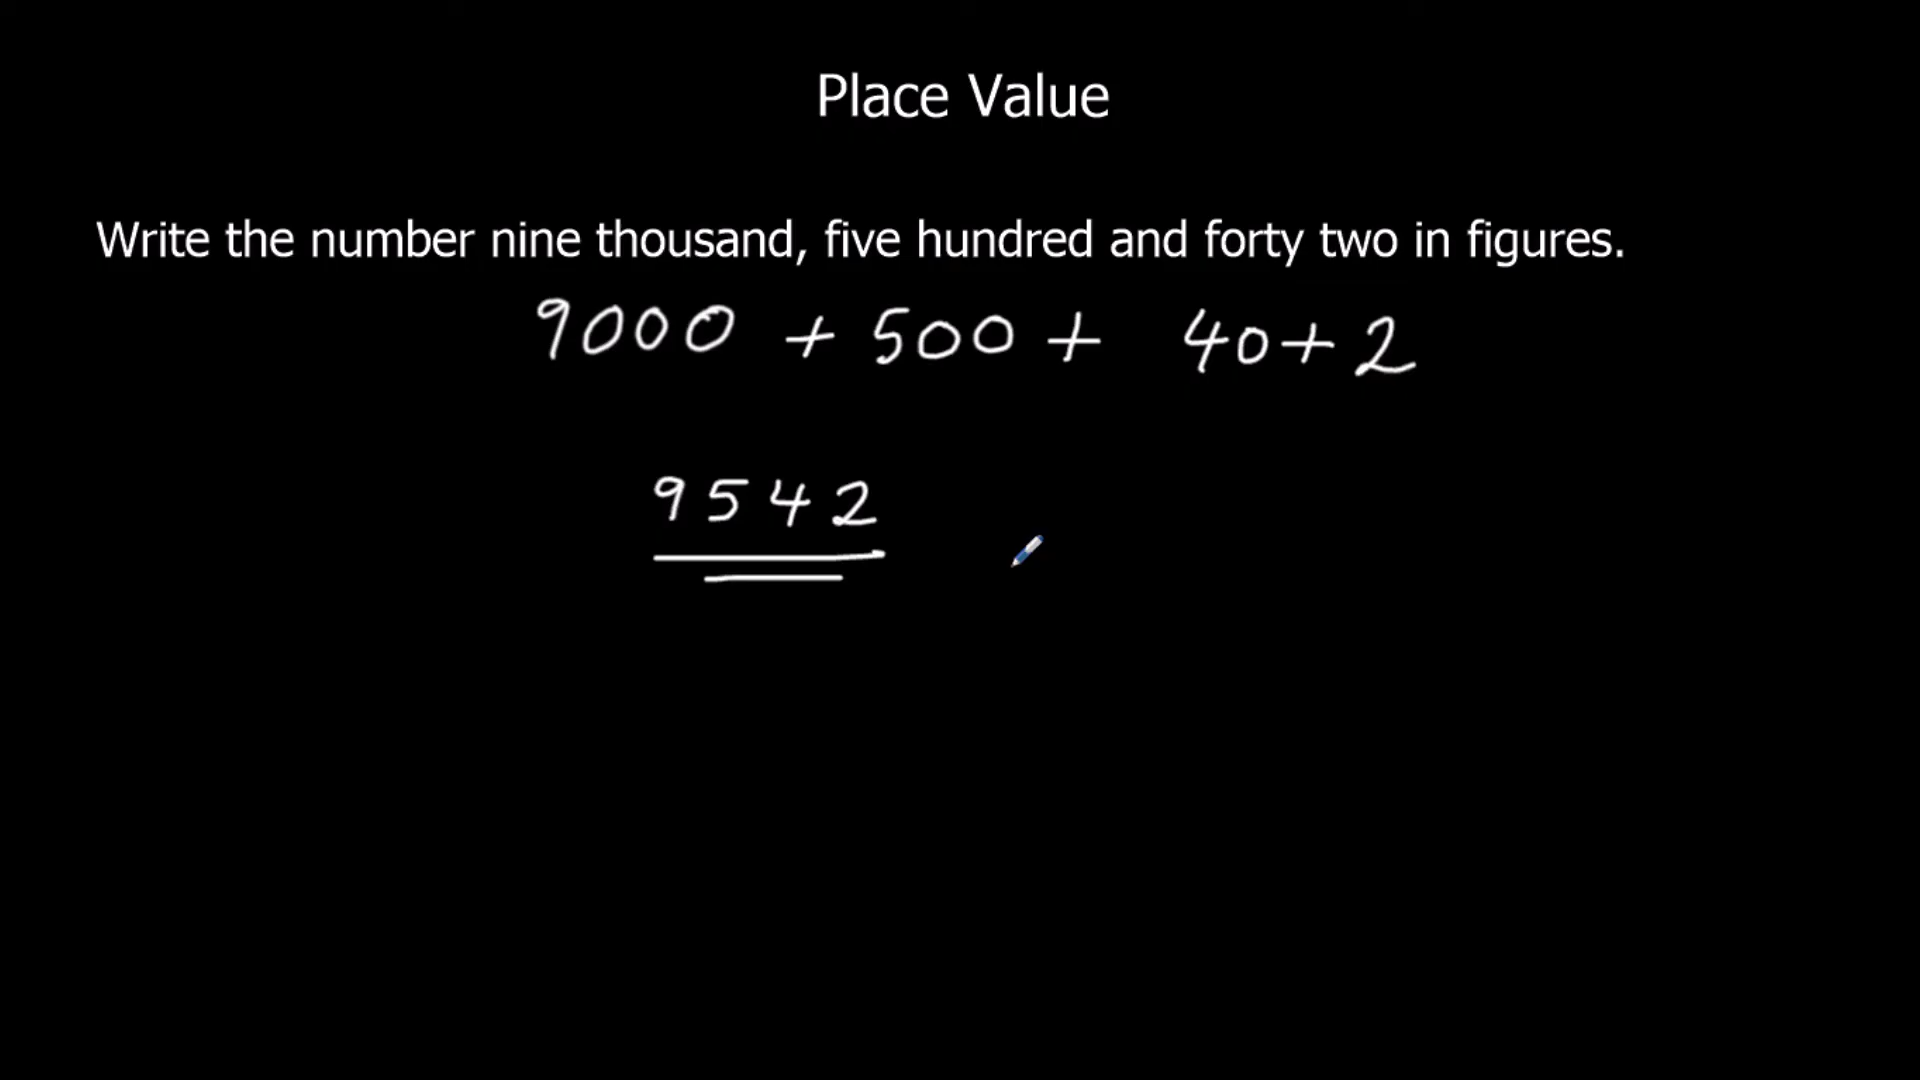 Place Value
Write the number nine thousand, five hundred and forty two in figures.
9000 + 500 + 40 + 2
9542